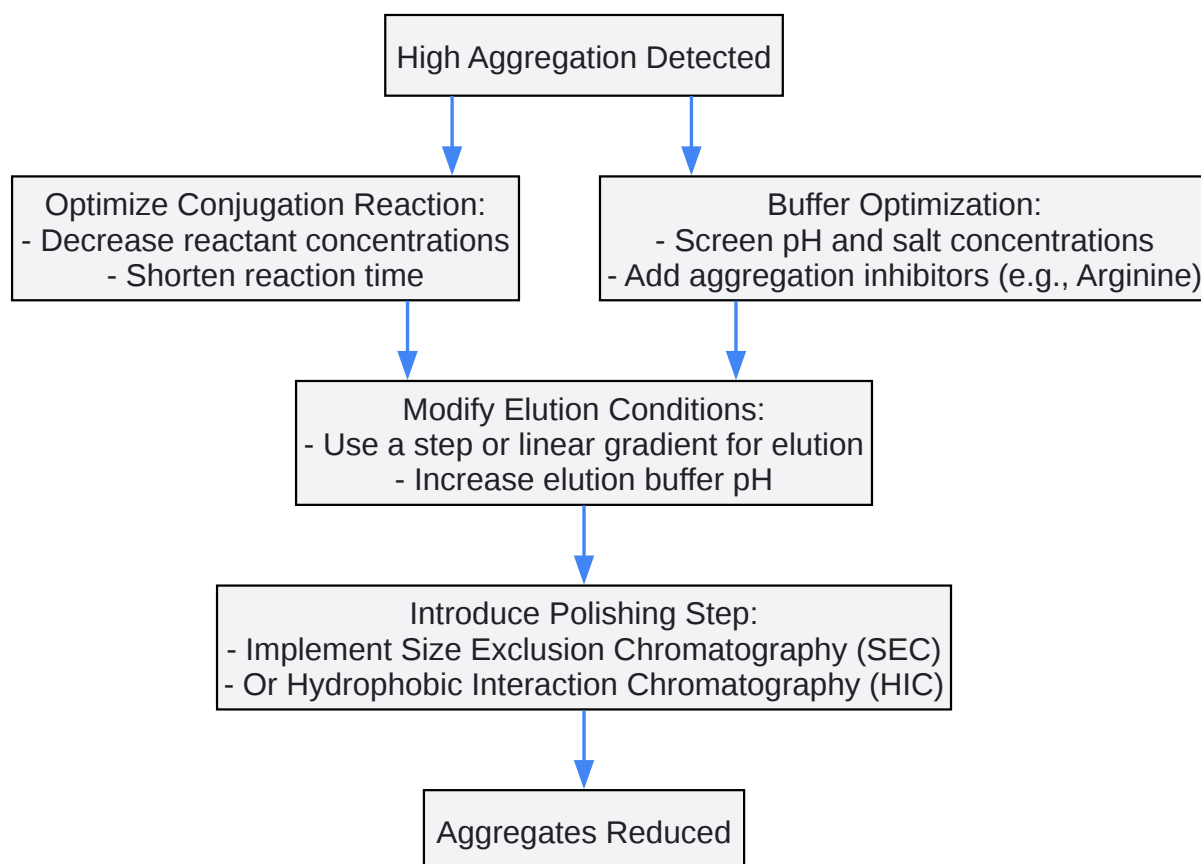 High Aggregation Detected
Optimize Conjugation Reaction:
- Decrease reactant concentrations
- Shorten reaction time
Buffer Optimization:
- Screen pH and salt concentrations
- Add aggregation inhibitors (e.g., Arginine)
Modify Elution Conditions:
- Use a step or linear gradient for elution
- Increase elution buffer pH
Introduce Polishing Step:
- Implement Size Exclusion Chromatography (SEC)
- Or Hydrophobic Interaction Chromatography (HIC)
Aggregates Reduced